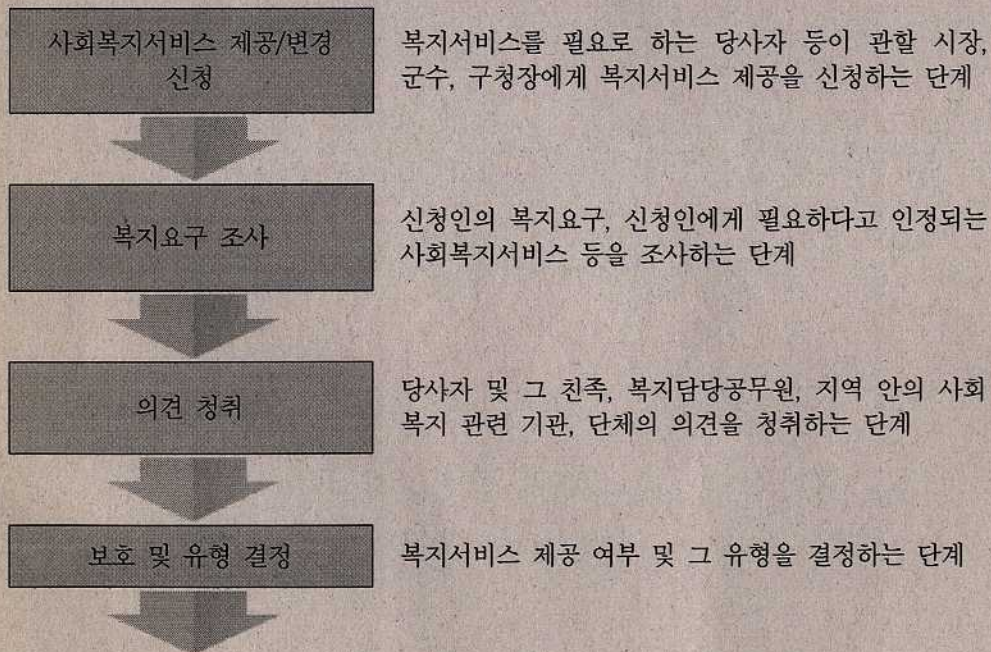 사회복지서비스 제공/변경
신청
복지서비스를 필요로 하는 당사자 등이 관할 시장,
군수, 구청장에게 복지서비스 제공을 신청하는 단계
복지요구 조사
신청인의 복지요구, 신청인에게 필요하다고 인정되는
사회복지서비스 등을 조사하는 단계
의견 청취
당사자 및 그 친족, 복지담당공무원, 지역 안의 사회
복지 관련 기관, 단체의 의견을 청취하는 단계
보호 및 유형 결정
복지서비스 제공 여부 및 그 유형을 결정하는 단계